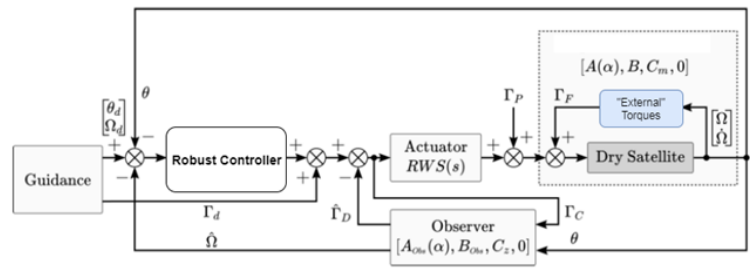 θ
[A(α), B, C_m, 0]
[θ_d
Ω_d]
Γ_P
Γ_F
"External"
Torques
[Ω
Ω̇]
−
+
−
Guidance
Robust Controller
+
+
+
−
Actuator
RWS(s)
+
+
+
+
Dry Satellite
Γ_d
Γ̂_D
Γ_C
Ω̂
Observer
[A_Obs(α), B_Obs, C_z, 0]
θ